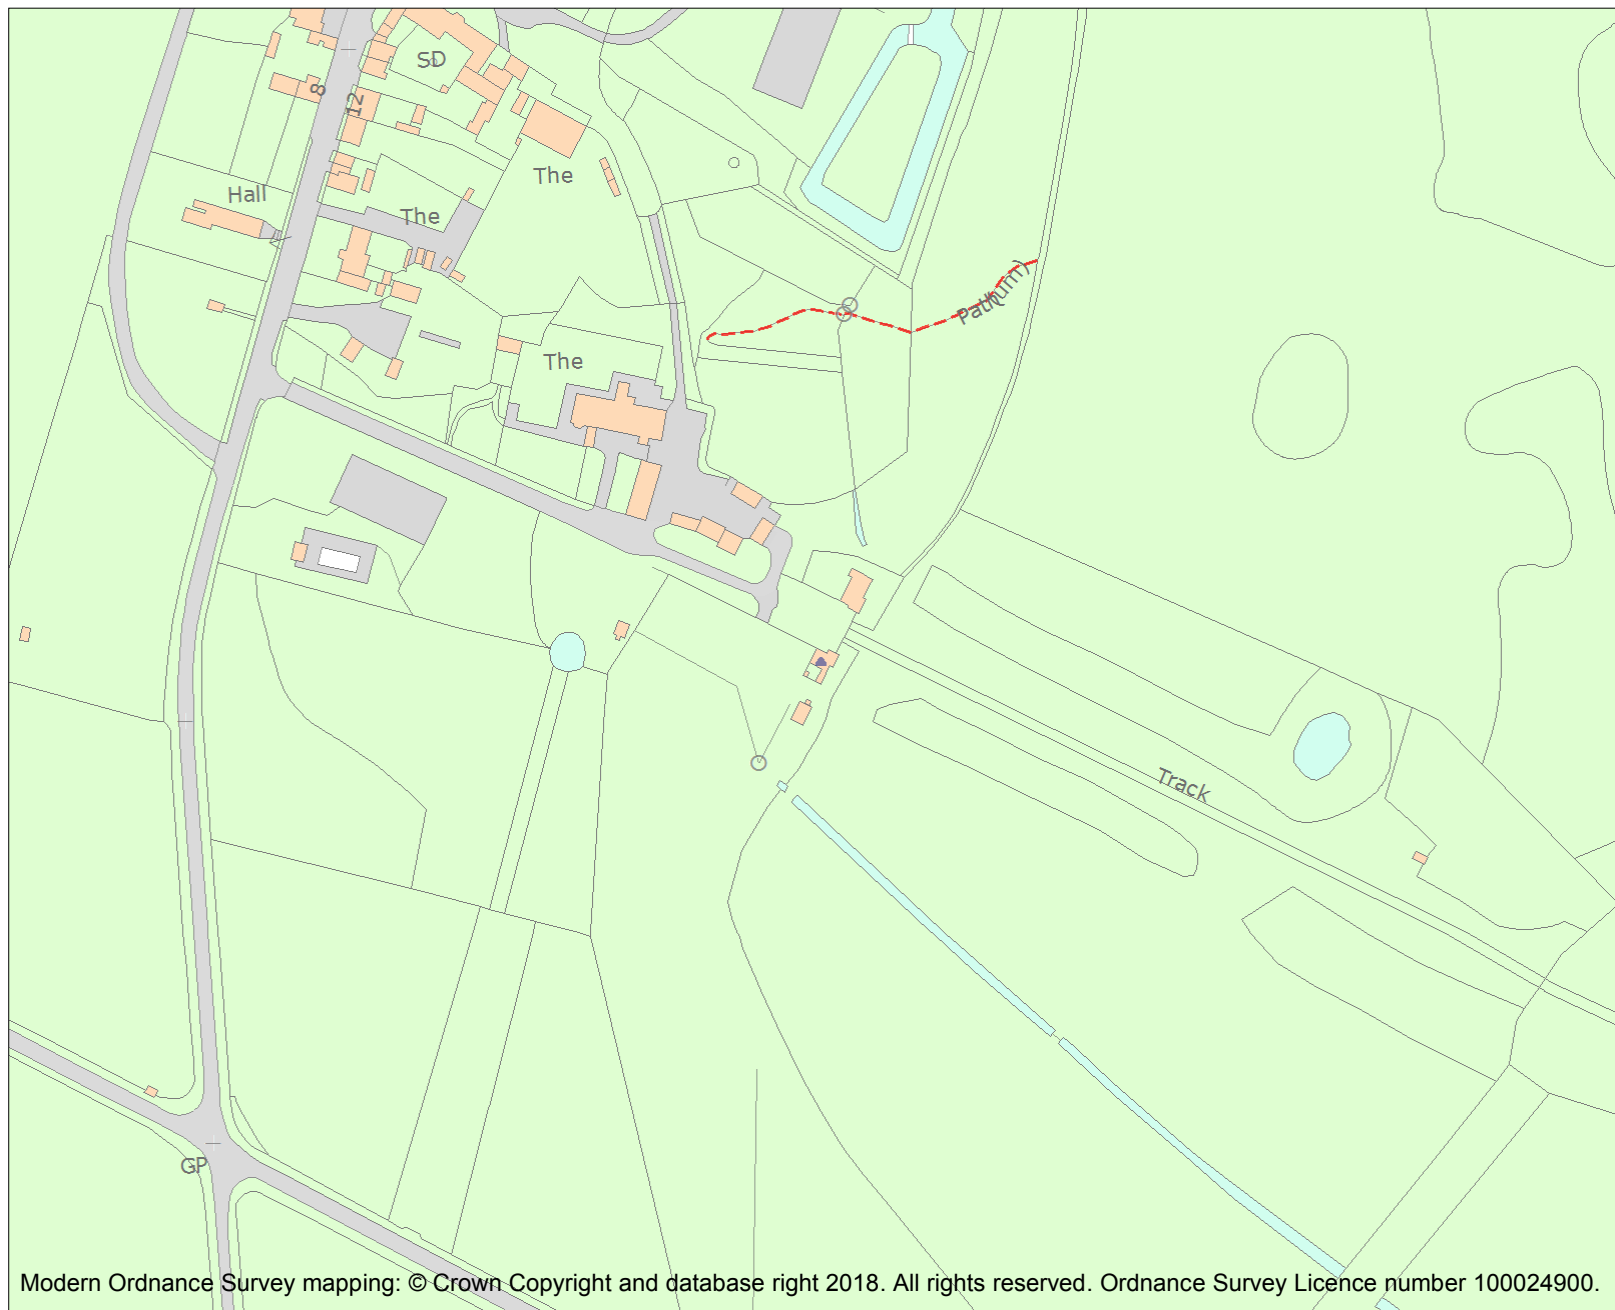 SD
8
12
The
Hall
The
Path(um)
The
Track
GP
Modern Ordnance Survey mapping: © Crown Copyright and database right 2018. All rights reserved. Ordnance Survey Licence number 100024900.